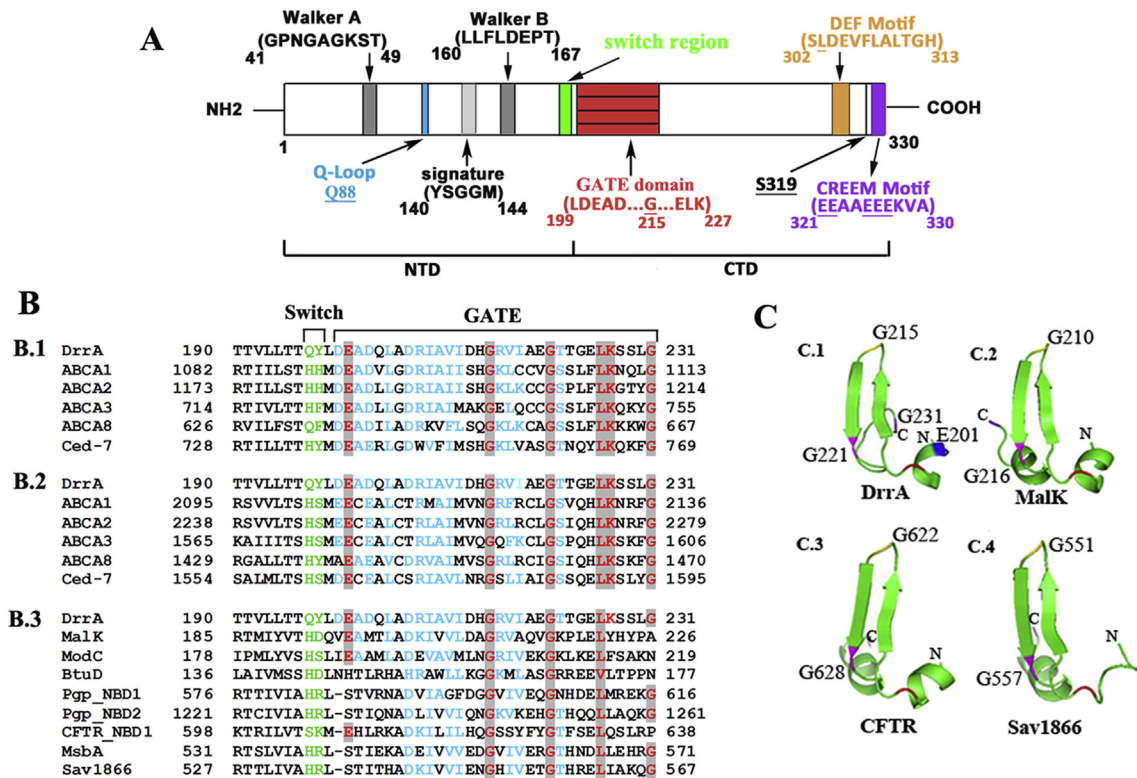 A
Walker A
(GPNGAGKST)
41 49
Walker B
(LLFLDEPT)
160 167
switch region
DEF Motif
(SLDEVFLALTGH)
302 313
NH2
COOH
1
330
Q-Loop
Q88
signature
(YSGGM)
140 144
GATE domain
(LDEAD...G...ELK)
199 215 227
S319
CREEM Motif
(EEAAEEEKVA)
321 330
NTD CTD
B
Switch GATE
B.1
DrrA 190 TTVLLTTQYLDEADQLADRIAVIDHGRVIAEGTTGELKSSLG 231
ABCA1 1082 RTIILSTHHMDEADVLGDRIAIISHGKLCCVGSSLFLKNQLG 1113
ABCA2 1173 RTILLSTHHMDEADLLGDRIAIISHGKLKCCGSPLFLKGTYG 1214
ABCA3 714 RTIVLTTHFMDEADLLGDRIAIMAKGELQCCGSSLFLKQKYG 755
ABCA8 626 RVILFSTQFMDEADILADRKVFLSQGKLKCAGSSLFLKKKWG 667
Ced-7 728 RTILLTTHYMDEAERLGDWVFIMSHGKLVASGTNQYLKQKFG 769
B.2
DrrA 190 TTVLLTTQYLDEADQLADRIAVIDHGRVIAEGTTGELKSSLG 231
ABCA1 2095 RSVVLTSHSMEECEALCTRMAIMVNGRFRCLGSVQHLKNRFG 2136
ABCA2 2238 RSVVLTSHSMEECEALCTRLAIMVNGRLRCLGSIQHLKNRFG 2279
ABCA3 1565 KAIIITSHSMEECEALCTRLAIMVQGQFKCLGSPQHLKSKFG 1606
ABCA8 1429 RGALLTTHYMAEAEAVCDRVAIMVSGRLRCIGSIQHLKSKFG 1470
Ced-7 1554 SALMLTSHSMDECEALCSRIAVLNRGSLIAIGSSQELKSLYG 1595
B.3
DrrA 190 TTVLLTTQYLDEADQLADRIAVIDHGRVIAEGTTGELKSSLG 231
MalK 185 RTMIYVTHDQVEAMTLADKIVVLDAGRVAQVGKPLELYHYPA 226
ModC 178 IPMLYVSHSLIEAAMLADEVAVMLNGRIVEKGKLKELFSAKN 219
BtuD 136 LAIVMSSHDLNHTLRHAHRAWLLKGGKMLASGRREEVLTPPN 177
Pgp_NBD1 576 RTTIVIAHRL-STVRNADVIAGFDDGVIVEQGNHDELMREKG 616
Pgp_NBD2 1221 RTCIVIAHRL-STIQNADLIVVIQNGKVKEHGTHQQLLAQKG 1261
CFTR_NBD1 598 KTRILVTSKM-EHLRKADKILILHQGSSYFYGTFSELQSLRP 638
MsbA 531 RTSLVIAHRL-STIEKADEIVVVEDGVIVERGTHNDLLEHRG 571
Sav1866 527 RTTLIVAHRL-STITHADKIVVIENGHIVETGTHRELIAKQG 567
C
C.1
G215
G231
C
N
E201
G221
DrrA
C.2
G210
C
N
G216
MalK
C.3
G622
C
N
G628
CFTR
C.4
G551
C
N
G557
Sav1866